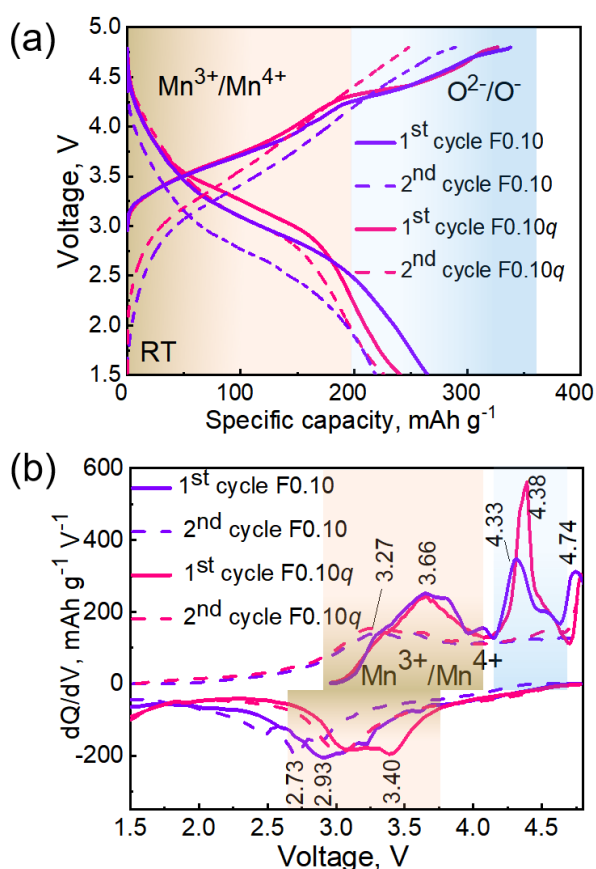 (a)
5.0
4.5
4.0
3.5
3.0
2.5
2.0
1.5
Voltage, V
Mn³⁺/Mn⁴⁺
O²⁻/O⁻
1ˢᵗ cycle F0.10
2ⁿᵈ cycle F0.10
1ˢᵗ cycle F0.10q
2ⁿᵈ cycle F0.10q
RT
0 100 200 300 400
Specific capacity, mAh g⁻¹
(b)
600
400
200
0
-200
dQ/dV, mAh g⁻¹ V⁻¹
1ˢᵗ cycle F0.10
2ⁿᵈ cycle F0.10
1ˢᵗ cycle F0.10q
2ⁿᵈ cycle F0.10q
3.27
3.66
4.33
4.38
4.74
Mn³⁺/Mn⁴⁺
2.73
2.93
3.40
1.5 2.0 2.5 3.0 3.5 4.0 4.5
Voltage, V